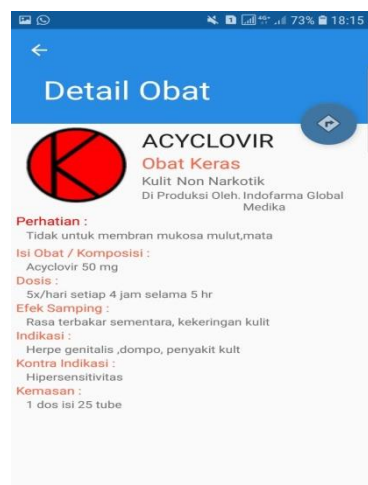 73% 18:15
Detail Obat
K
ACYCLOVIR
Obat Keras
Kulit Non Narkotik
Di Produksi Oleh. Indofarma Global
Medika
Perhatian :
Tidak untuk membran mukosa mulut,mata
Isi Obat / Komposisi :
Acyclovir 50 mg
Dosis :
5x/hari setiap 4 jam selama 5 hr
Efek Samping :
Rasa terbakar sementara, kekeringan kulit
Indikasi :
Herpe genitalis ,dompo, penyakit kult
Kontra Indikasi :
Hipersensitivitas
Kemasan :
1 dos isi 25 tube